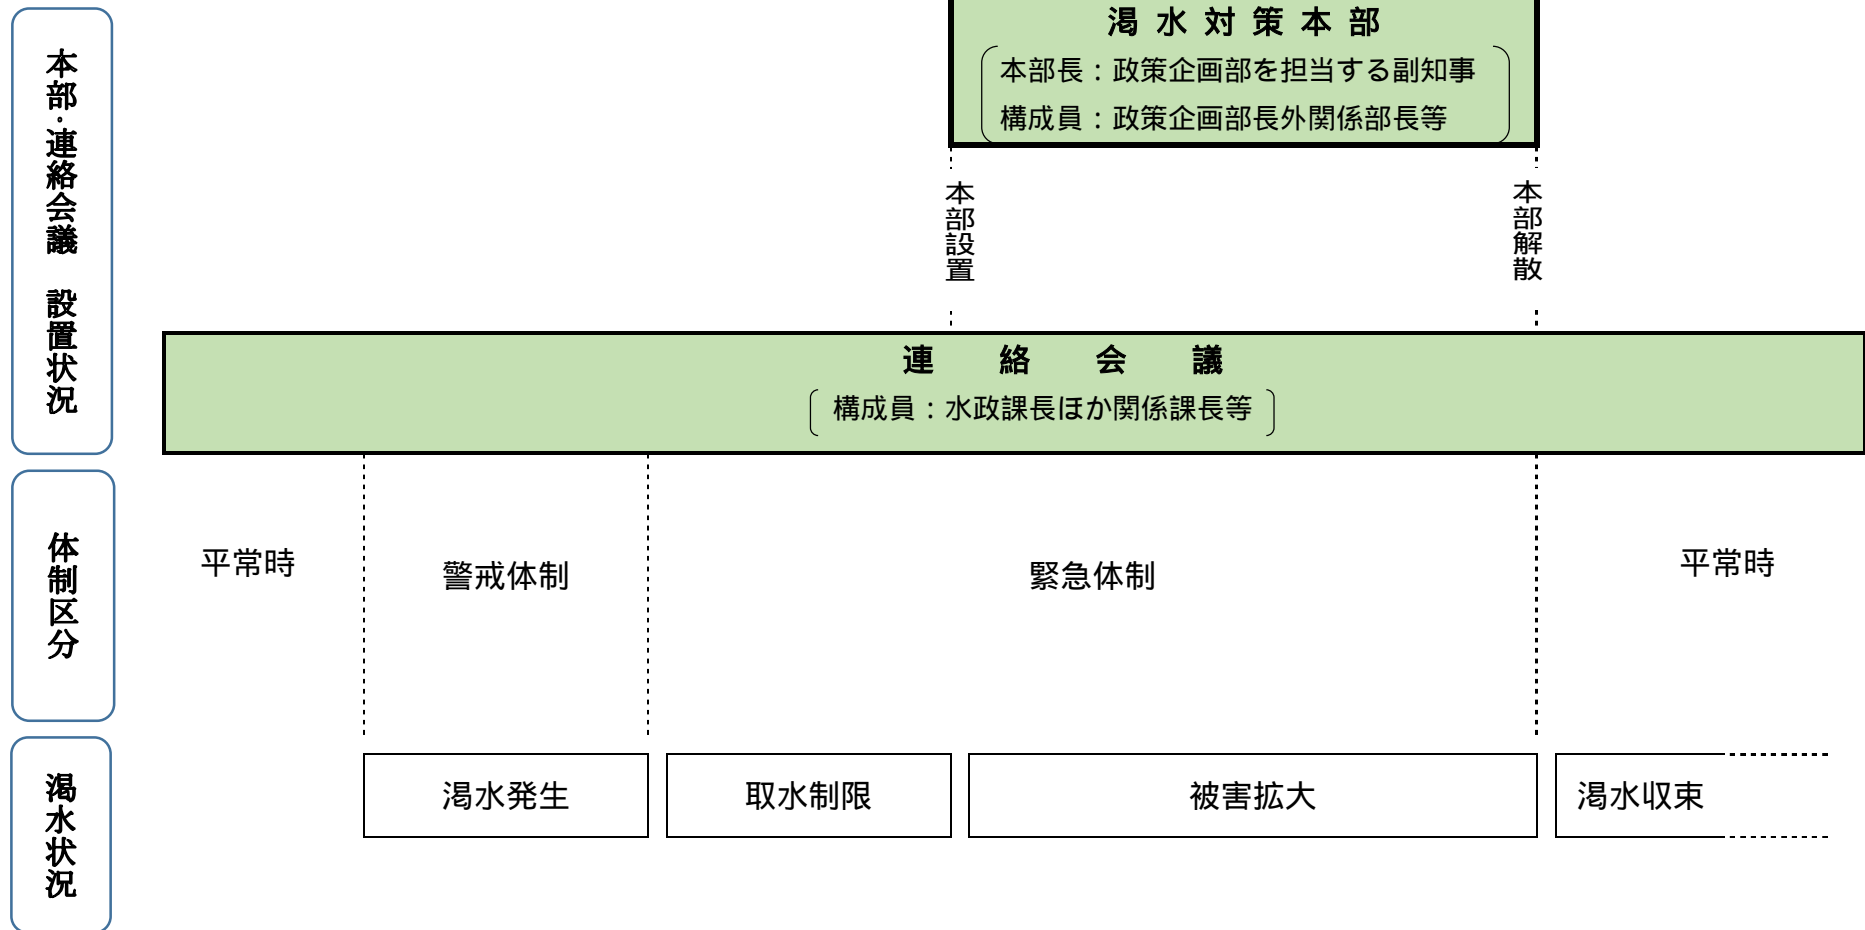 本部・連絡会議　設置状況
渇水対策本部
本部長：政策企画部を担当する副知事
構成員：政策企画部長外関係部長等
本部設置
本部解散
連絡会議
構成員：水政課長ほか関係課長等
体制区分
平常時
警戒体制
緊急体制
平常時
渇水状況
渇水発生
取水制限
被害拡大
渇水収束